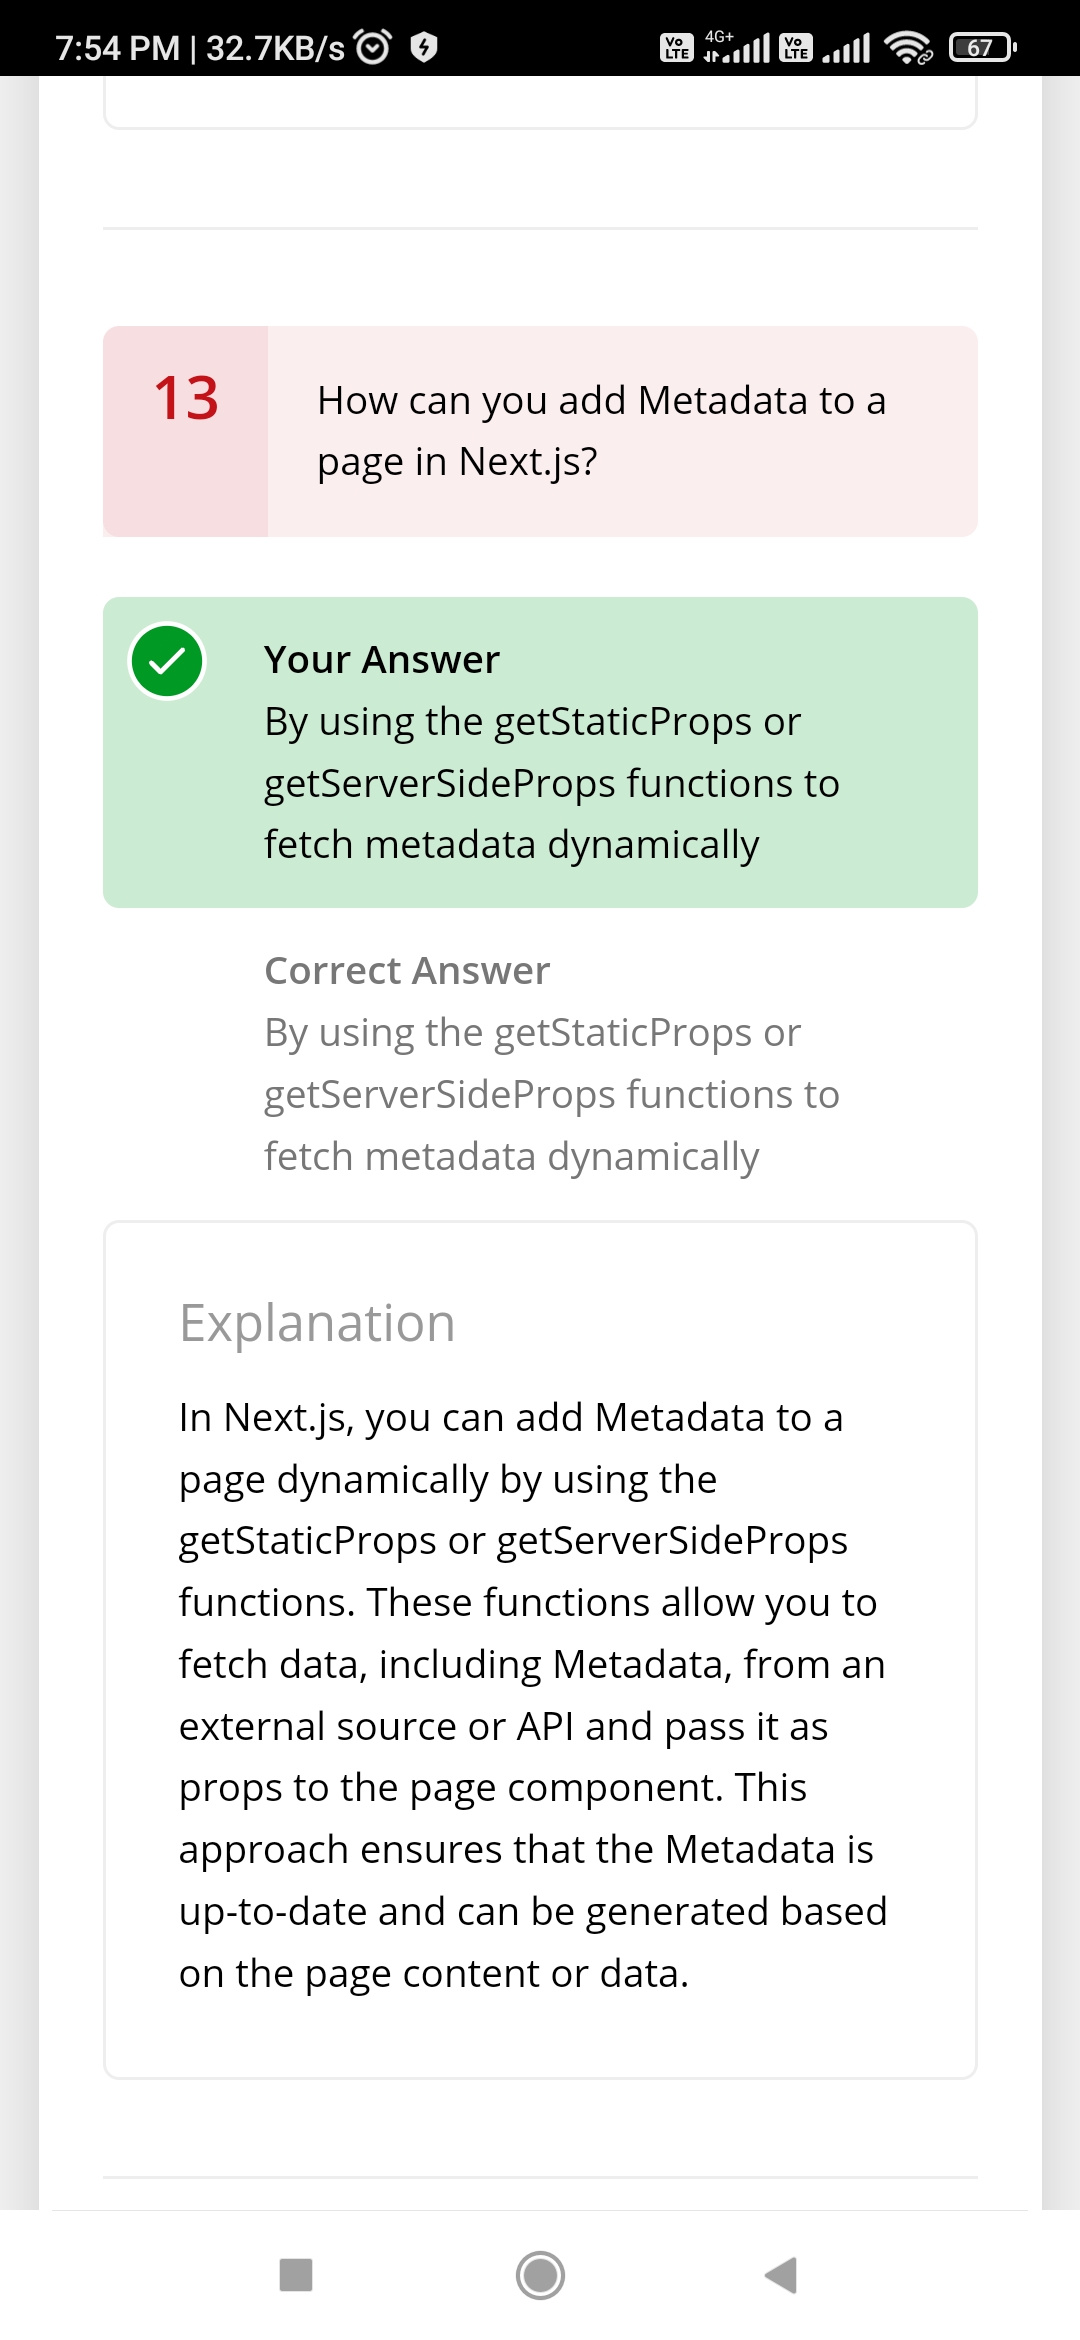 7:54 PM | 32.7KB/s
Vo LTE 4G+ Vo LTE 67
13
How can you add Metadata to a
page in Next.js?
Your Answer
By using the getStaticProps or
getServerSideProps functions to
fetch metadata dynamically
Correct Answer
By using the getStaticProps or
getServerSideProps functions to
fetch metadata dynamically
Explanation
In Next.js, you can add Metadata to a
page dynamically by using the
getStaticProps or getServerSideProps
functions. These functions allow you to
fetch data, including Metadata, from an
external source or API and pass it as
props to the page component. This
approach ensures that the Metadata is
up-to-date and can be generated based
on the page content or data.